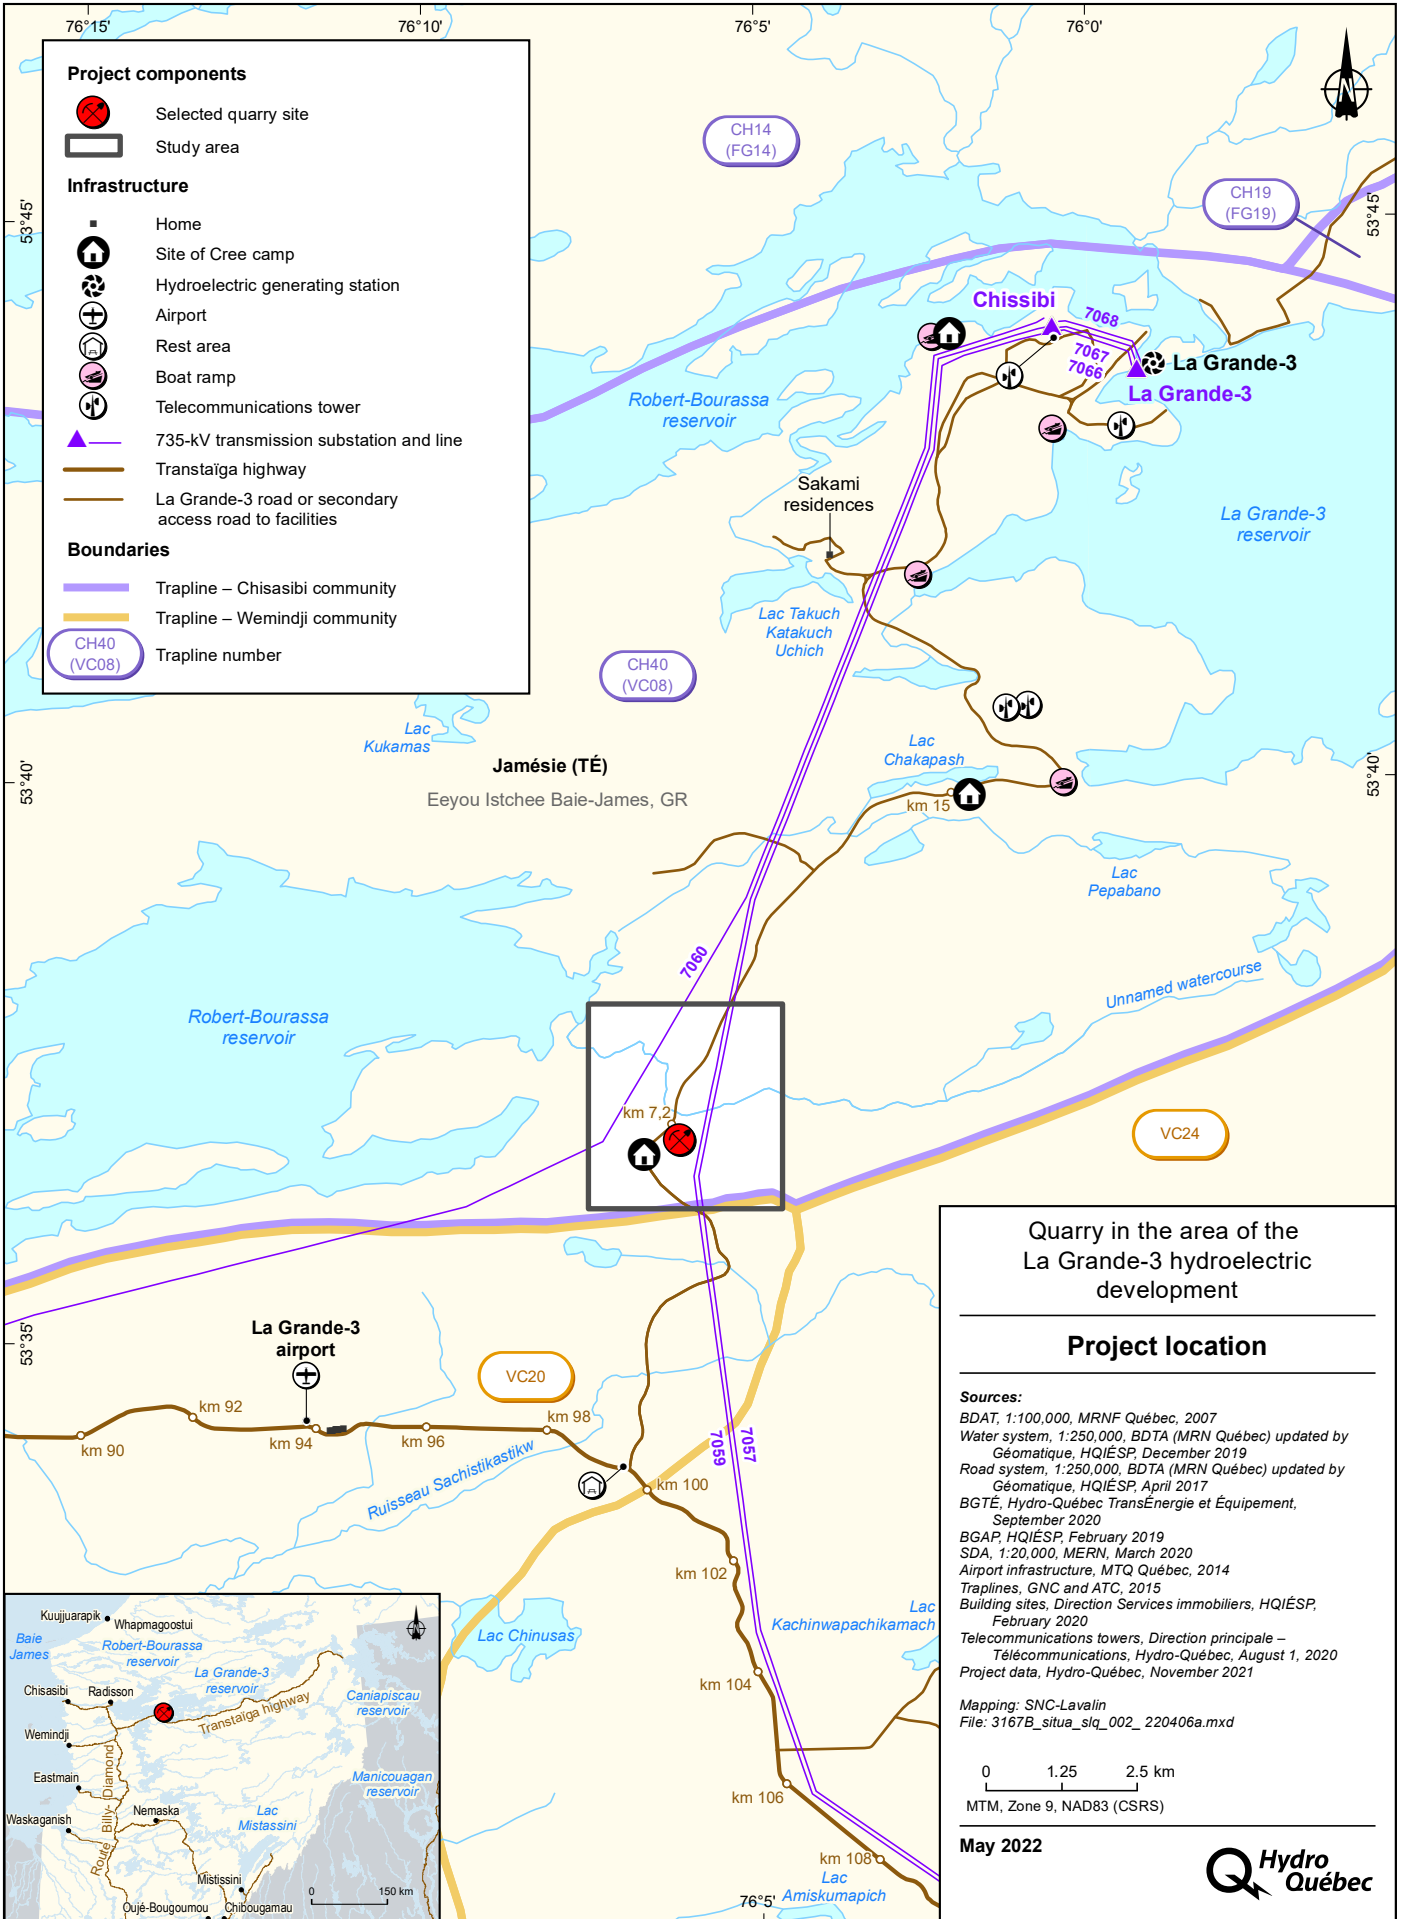 76°15'
76°10'
76°5'
76°0'
Project components
Selected quarry site
Study area
Infrastructure
Home
Site of Cree camp
Hydroelectric generating station
Airport
Rest area
Boat ramp
Telecommunications tower
735-kV transmission substation and line
Transtaïga highway
La Grande-3 road or secondary
access road to facilities
Boundaries
Trapline – Chisasibi community
Trapline – Wemindji community
CH40
(VC08)
Trapline number
N
CH14
(FG14)
CH19
(FG19)
53°45'
53°45'
Chissibi
7068
7067
7066
La Grande-3
La Grande-3
Robert-Bourassa
reservoir
Sakami
residences
La Grande-3
reservoir
Lac Takuch
Katakuch
Uchich
CH40
(VC08)
Lac
Kukamas
Lac
Chakapash
Jamésie (TÉ)
Eeyou Istchee Baie-James, GR
53°40'
53°40'
km 15
Lac
Pepabano
7060
Unnamed watercourse
Robert-Bourassa
reservoir
km 7,2
VC24
53°35'
La Grande-3
airport
VC20
km 90
km 92
km 94
km 96
km 98
km 100
Ruisseau Sachistikastikw
7059
7057
km 102
km 104
km 106
km 108
Lac Chinusas
Lac
Kachinwapachikamach
Lac
Amiskumapich
76°5'
Kuujjuarapik
Whapmagoostui
Baie
James
Robert-Bourassa
reservoir
La Grande-3
reservoir
Chisasibi
Radisson
Transtaïga highway
Caniapiscau
reservoir
Wemindji
Eastmain
Route Billy-Diamond
Manicouagan
reservoir
Waskaganish
Nemaska
Lac
Mistassini
Mistissini
0 150 km
Oujé-Bougoumou
Chibougamau
Quarry in the area of the
La Grande-3 hydroelectric
development
Project location
Sources:
BDAT, 1:100,000, MRNF Québec, 2007
Water system, 1:250,000, BDTA (MRN Québec) updated by
Géomatique, HQIÉSP, December 2019
Road system, 1:250,000, BDTA (MRN Québec) updated by
Géomatique, HQIÉSP, April 2017
BGTÉ, Hydro-Québec TransÉnergie et Équipement,
September 2020
BGAP, HQIÉSP, February 2019
SDA, 1:20,000, MERN, March 2020
Airport infrastructure, MTQ Québec, 2014
Traplines, GNC and ATC, 2015
Building sites, Direction Services immobiliers, HQIÉSP,
February 2020
Telecommunications towers, Direction principale –
Télécommunications, Hydro-Québec, August 1, 2020
Project data, Hydro-Québec, November 2021
Mapping: SNC-Lavalin
File: 3167B_situa_slq_002_ 220406a.mxd
0 1.25 2.5 km
MTM, Zone 9, NAD83 (CSRS)
May 2022
Hydro
Québec